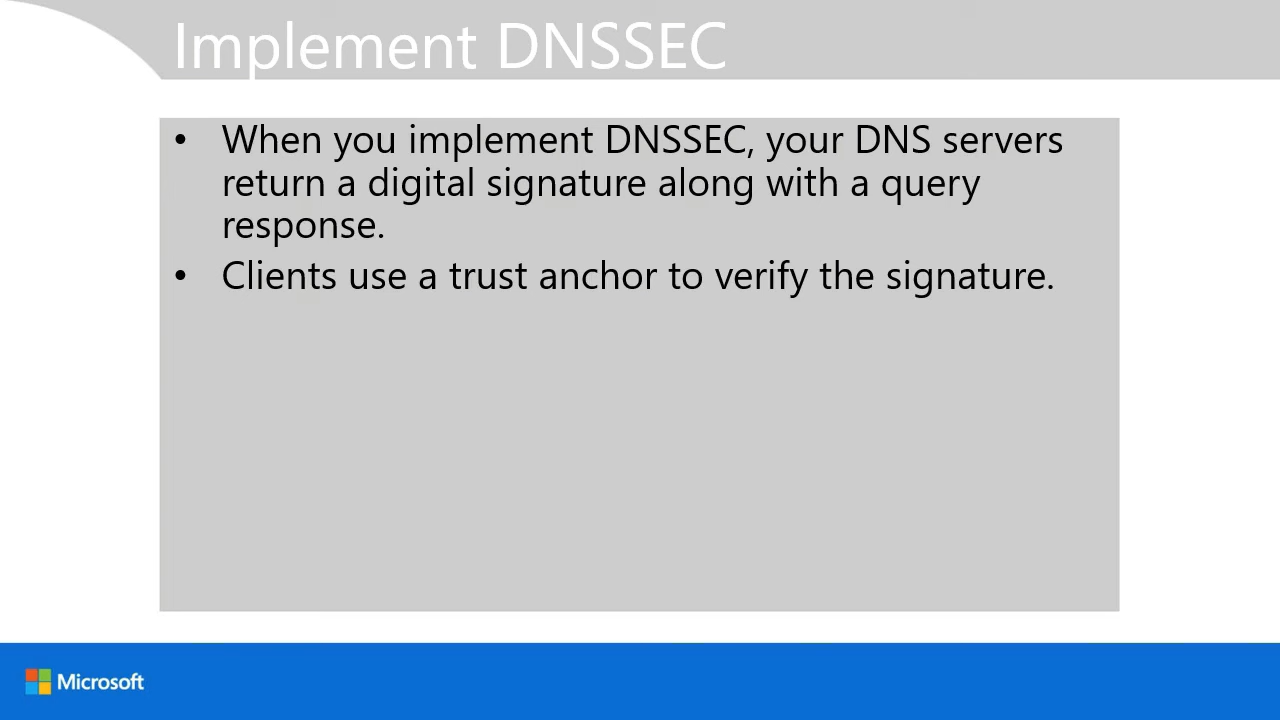 Implement DNSSEC
• When you implement DNSSEC, your DNS servers
return a digital signature along with a query
response.
• Clients use a trust anchor to verify the signature.
Microsoft